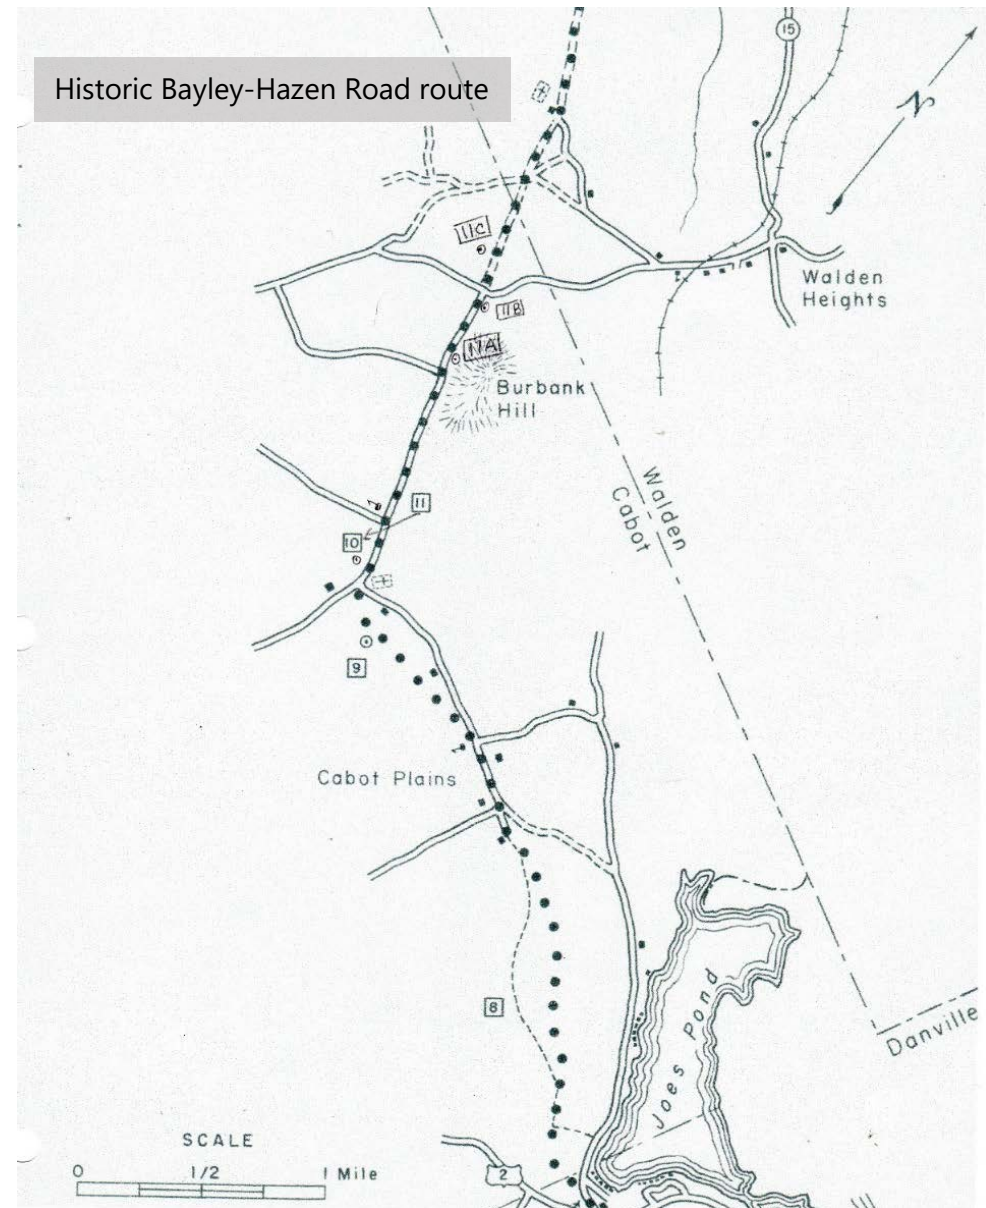 Historic Bayley-Hazen Road route
15
N
11C
11B
11A
Walden
Heights
Burbank
Hill
Walden
Cabot
11
10
9
Cabot Plains
8
Joes Pond
Danville
SCALE
0 1/2 1 Mile
2